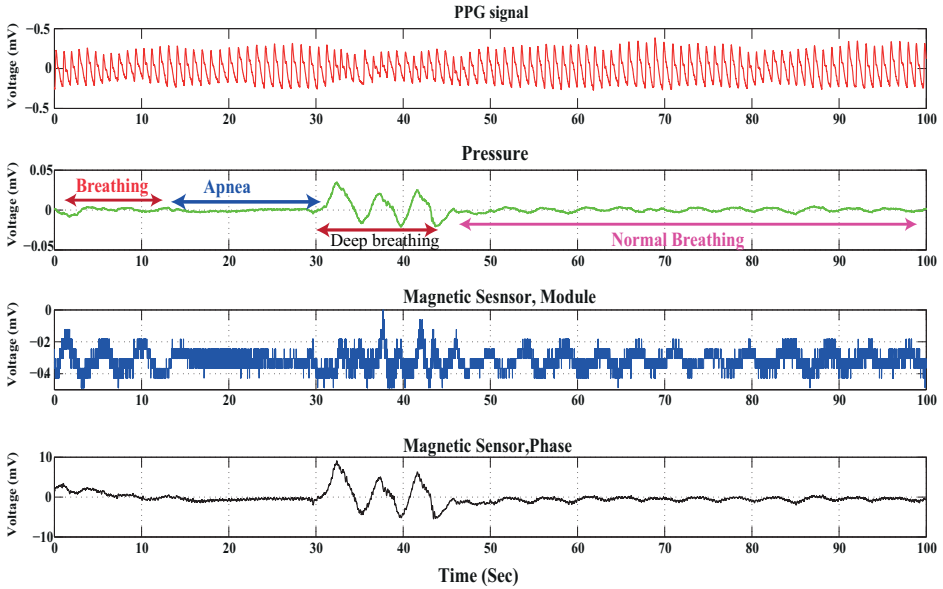 PPG signal
Voltage (mV)
−0.5
0
−0.5
0 10 20 30 40 50 60 70 80 90 100
Pressure
Voltage (mV)
0.05
0
−0.05
Breathing
Apnea
Deep breathing
Normal Breathing
0 10 20 30 40 50 60 70 80 90 100
Magnetic Sesnsor, Module
Voltage (mV)
0
−02
−04
0 10 20 30 40 50 60 70 80 90 100
Magnetic Sensor,Phase
Voltage (mV)
10
0
−10
0 10 20 30 40 50 60 70 80 90 100
Time (Sec)